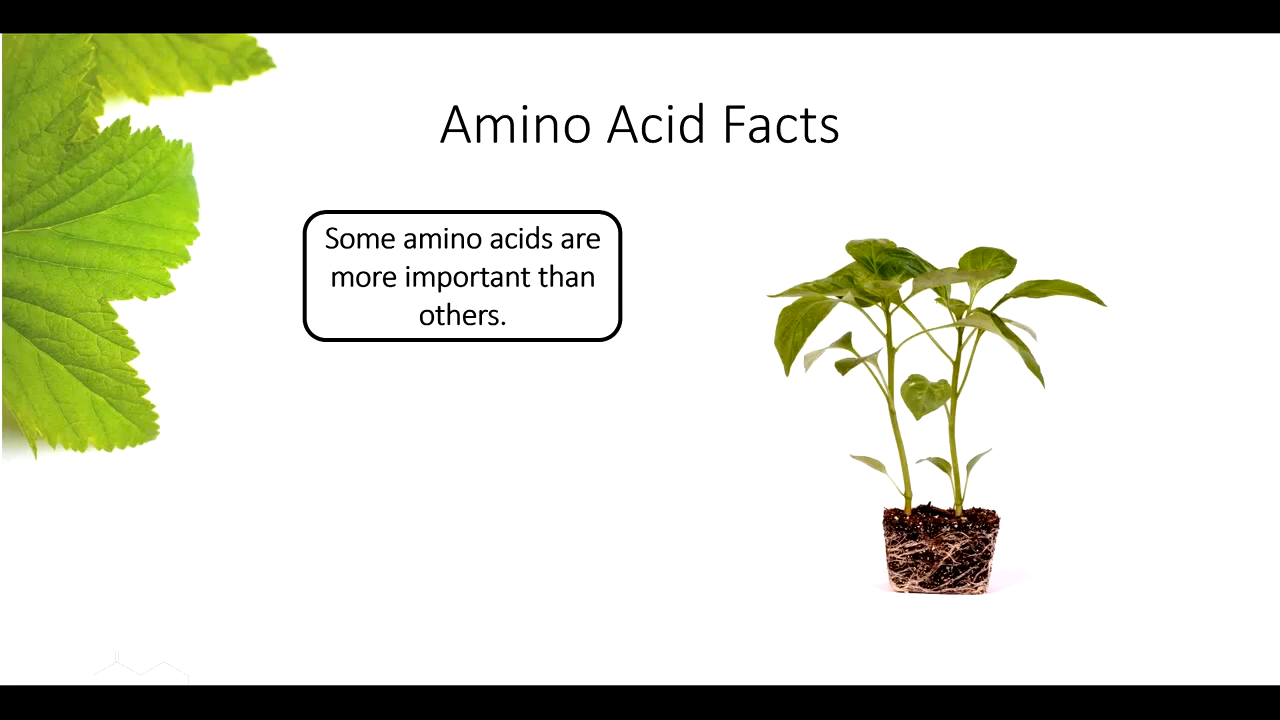 Amino Acid Facts
Some amino acids are
more important than
others.